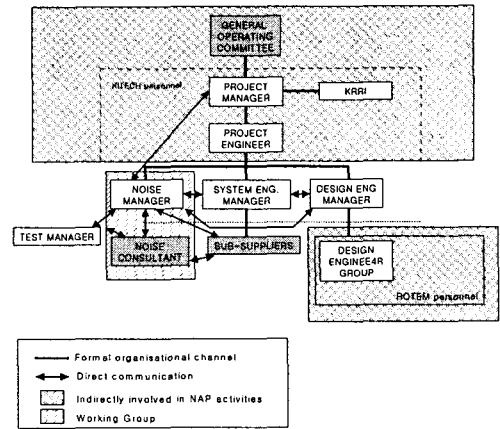 GENERAL
OPERATING
COMMITTEE
KITECH personnel
PROJECT
MANAGER
KRRI
PROJECT
ENGINEER
NOISE
MANAGER
SYSTEM ENG.
MANAGER
DESIGN ENG
MANAGER
TEST MANAGER
NOISE
CONSULTANT
SUB-SUPPLIERS
DESIGN
ENGINEE4R
GROUP
ROTEM personnel
Formal organisational channel
Direct communication
Indirectly involved in NAP activities
Working Group